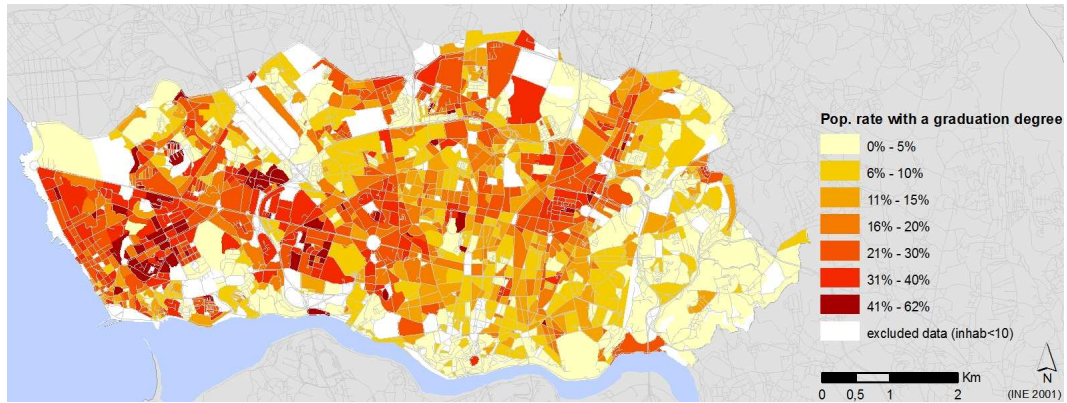 Pop. rate with a graduation degree
0% - 5%
6% - 10%
11% - 15%
16% - 20%
21% - 30%
31% - 40%
41% - 62%
excluded data (inhab<10)
Km
0 0,5 1 2
N
(INE 2001)